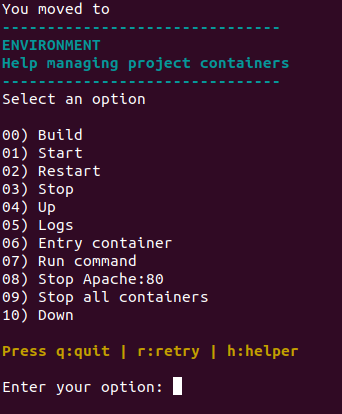 You moved to
-------------------------------
ENVIRONMENT
Help managing project containers
-------------------------------
Select an option
00) Build
01) Start
02) Restart
03) Stop
04) Up
05) Logs
06) Entry container
07) Run command
08) Stop Apache:80
09) Stop all containers
10) Down
Press q:quit | r:retry | h:helper
Enter your option: